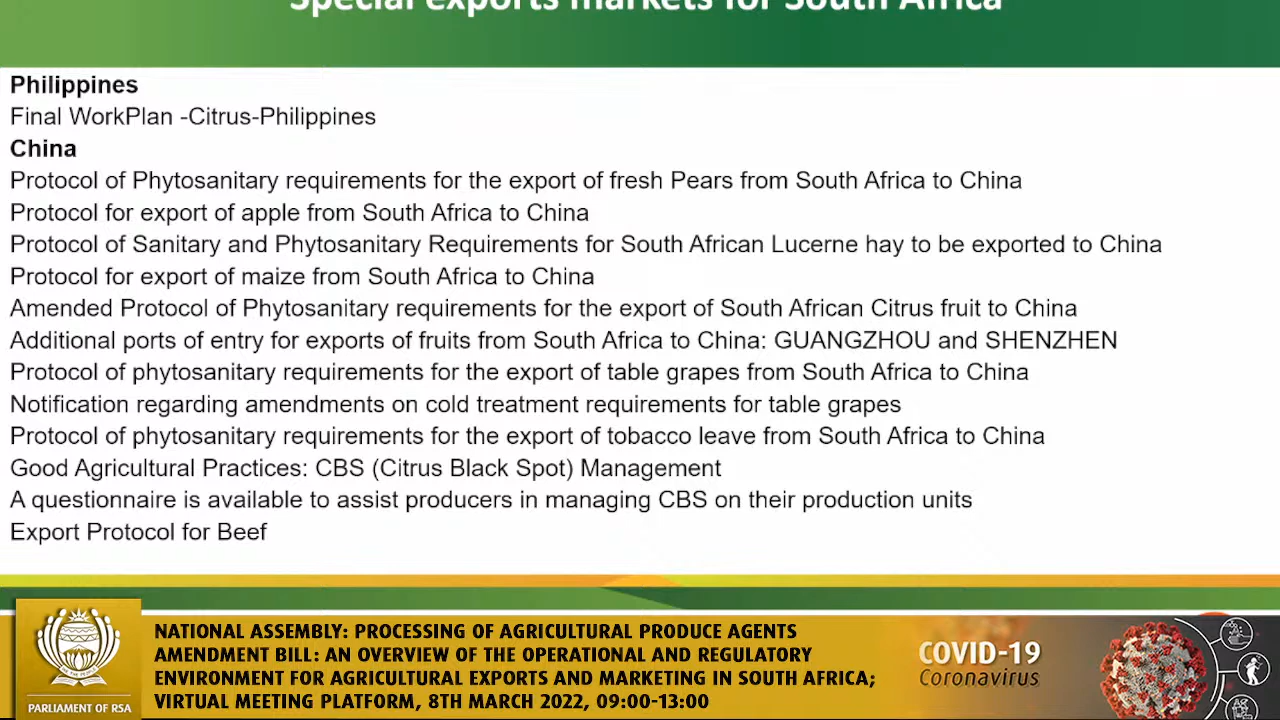 Special exports markets for South Africa
Philippines
Final WorkPlan -Citrus-Philippines
China
Protocol of Phytosanitary requirements for the export of fresh Pears from South Africa to China
Protocol for export of apple from South Africa to China
Protocol of Sanitary and Phytosanitary Requirements for South African Lucerne hay to be exported to China
Protocol for export of maize from South Africa to China
Amended Protocol of Phytosanitary requirements for the export of South African Citrus fruit to China
Additional ports of entry for exports of fruits from South Africa to China: GUANGZHOU and SHENZHEN
Protocol of phytosanitary requirements for the export of table grapes from South Africa to China
Notification regarding amendments on cold treatment requirements for table grapes
Protocol of phytosanitary requirements for the export of tobacco leave from South Africa to China
Good Agricultural Practices: CBS (Citrus Black Spot) Management
A questionnaire is available to assist producers in managing CBS on their production units
Export Protocol for Beef
NATIONAL ASSEMBLY: PROCESSING OF AGRICULTURAL PRODUCE AGENTS
AMENDMENT BILL: AN OVERVIEW OF THE OPERATIONAL AND REGULATORY
ENVIRONMENT FOR AGRICULTURAL EXPORTS AND MARKETING IN SOUTH AFRICA;
VIRTUAL MEETING PLATFORM, 8TH MARCH 2022, 09:00-13:00
PARLIAMENT OF RSA
COVID-19
Coronavirus